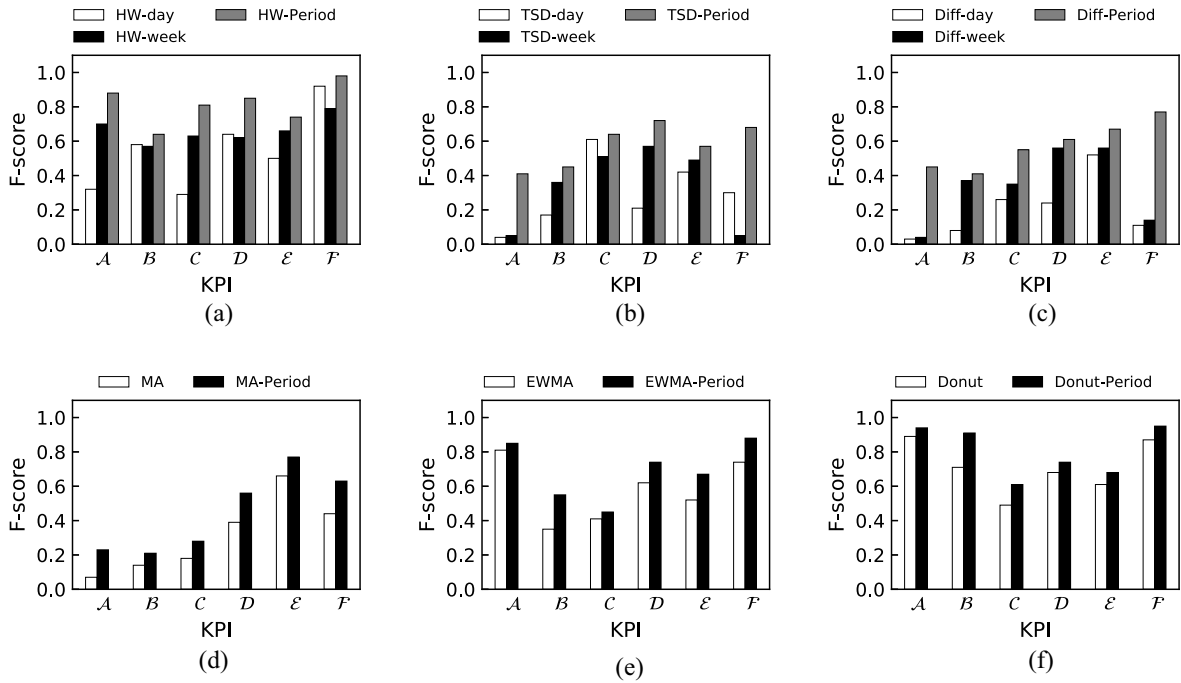 HW-day HW-Period
HW-week
1.0
0.8
0.6
0.4
0.2
0.0
F-score
𝒜 ℬ 𝒞 𝒟 ℰ ℱ
KPI
(a)
TSD-day TSD-Period
TSD-week
1.0
0.8
0.6
0.4
0.2
0.0
F-score
𝒜 ℬ 𝒞 𝒟 ℰ ℱ
KPI
(b)
Diff-day Diff-Period
Diff-week
1.0
0.8
0.6
0.4
0.2
0.0
F-score
𝒜 ℬ 𝒞 𝒟 ℰ ℱ
KPI
(c)
MA MA-Period
1.0
0.8
0.6
0.4
0.2
0.0
F-score
𝒜 ℬ 𝒞 𝒟 ℰ ℱ
KPI
(d)
EWMA EWMA-Period
1.0
0.8
0.6
0.4
0.2
0.0
F-score
𝒜 ℬ 𝒞 𝒟 ℰ ℱ
KPI
(e)
Donut Donut-Period
1.0
0.8
0.6
0.4
0.2
0.0
F-score
𝒜 ℬ 𝒞 𝒟 ℰ ℱ
KPI
(f)